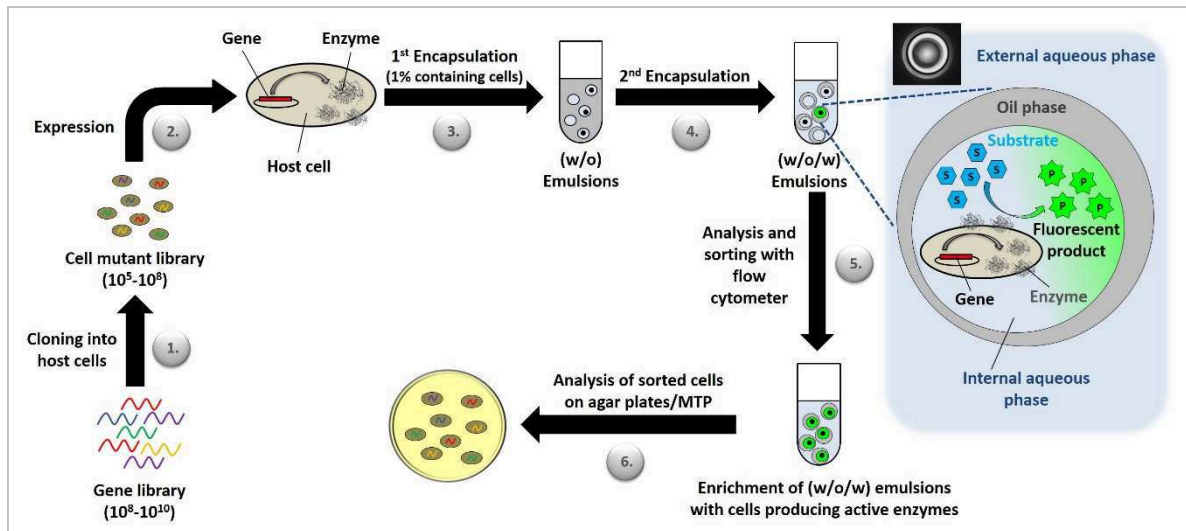 Gene
Enzyme
Host cell
1st Encapsulation
(1% containing cells)
3.
(w/o)
Emulsions
2nd Encapsulation
4.
(w/o/w)
Emulsions
External aqueous phase
Oil phase
Substrate
S
S
S
S
S
P
P
P
P
Fluorescent
product
Gene
Enzyme
Internal aqueous
phase
Expression
2.
Cell mutant library
(10⁵-10⁸)
Cloning into
host cells
1.
Gene library
(10⁸-10¹⁰)
Analysis and
sorting with
flow
cytometer
5.
Analysis of sorted cells
on agar plates/MTP
6.
Enrichment of (w/o/w) emulsions
with cells producing active enzymes